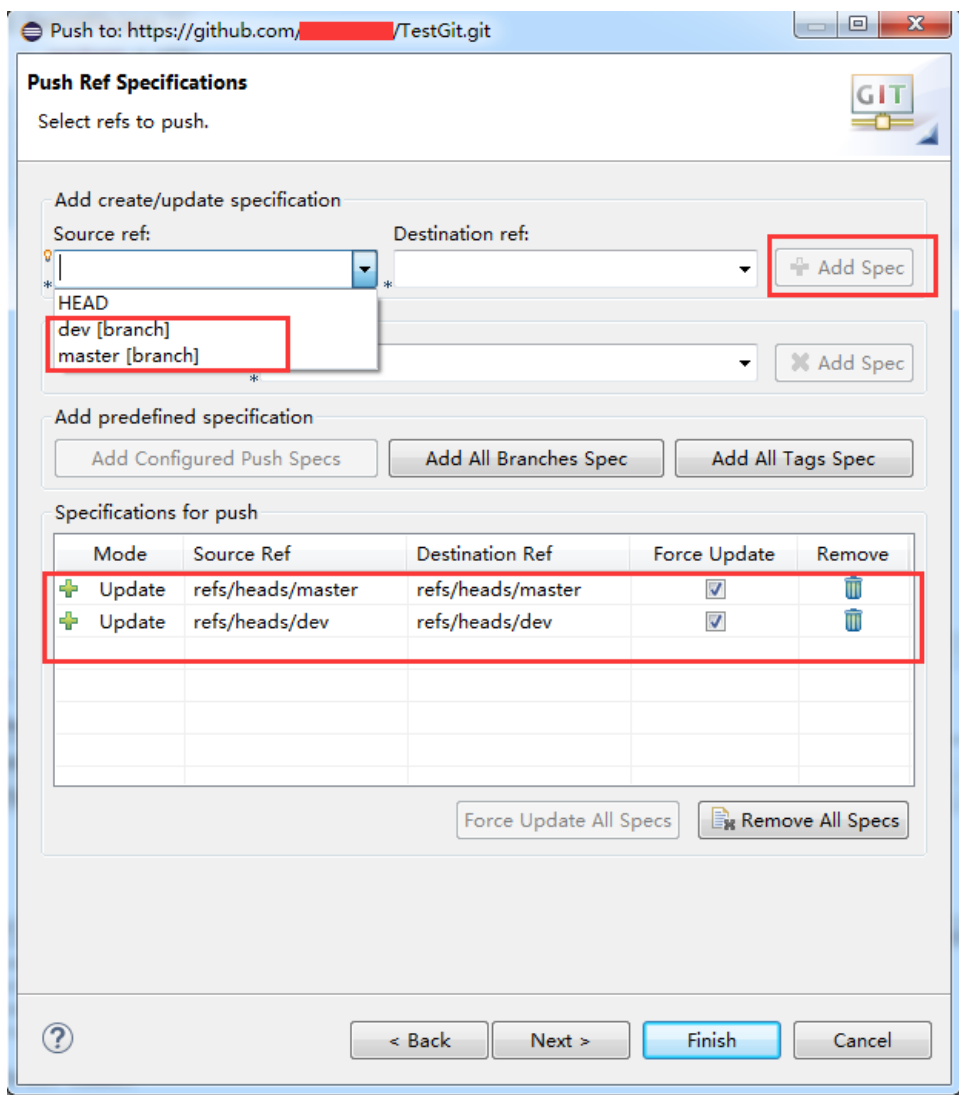 Push to: https://github.com/ /TestGit.git
Push Ref Specifications
Select refs to push.
GIT
Add create/update specification
Source ref: Destination ref:
* * Add Spec
HEAD
dev [branch]
master [branch]
* Add Spec
Add predefined specification
Add Configured Push Specs Add All Branches Spec Add All Tags Spec
Specifications for push
Mode Source Ref Destination Ref Force Update Remove
Update refs/heads/master refs/heads/master
Update refs/heads/dev refs/heads/dev
Force Update All Specs Remove All Specs
? < Back Next > Finish Cancel